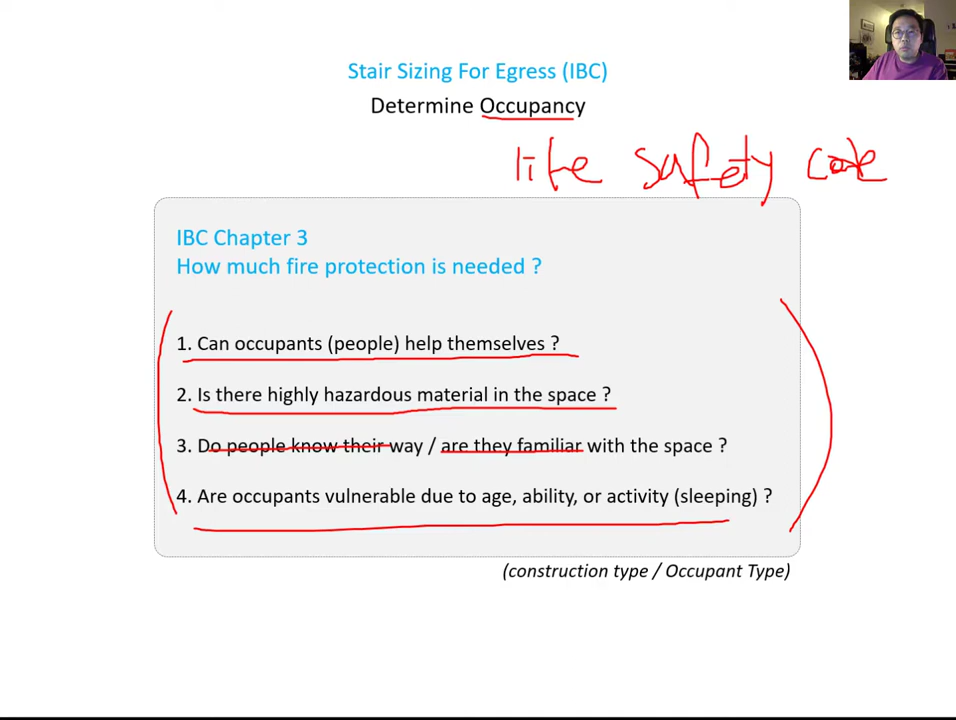 Stair Sizing For Egress (IBC)
Determine Occupancy
life safety code
IBC Chapter 3
How much fire protection is needed ?
1. Can occupants (people) help themselves ?
2. Is there highly hazardous material in the space ?
3. Do people know their way / are they familiar with the space ?
4. Are occupants vulnerable due to age, ability, or activity (sleeping) ?
(construction type / Occupant Type)